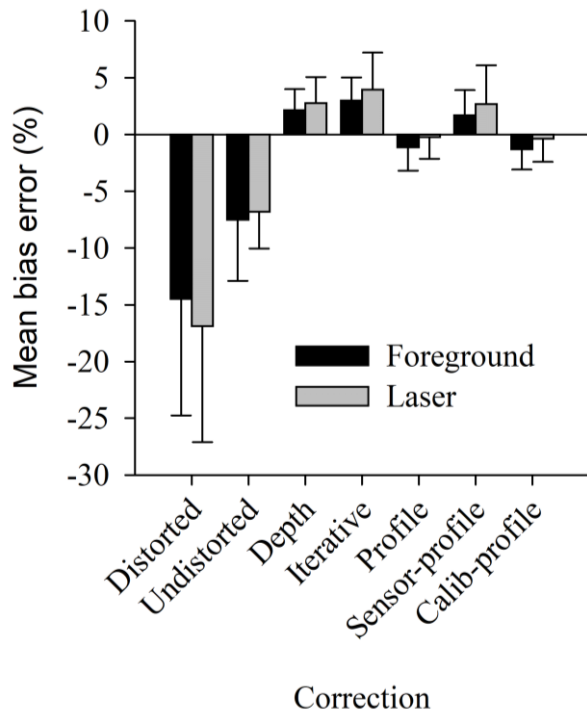 10
5
0
-5
-10
-15
-20
-25
-30
Mean bias error (%)
Foreground
Laser
Distorted
Undistorted
Depth
Iterative
Profile
Sensor-profile
Calib-profile
Correction